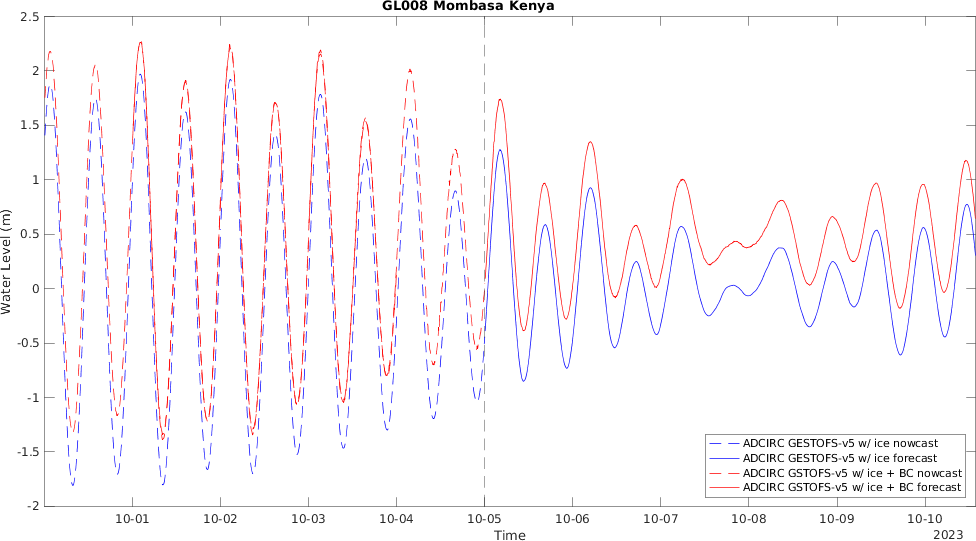 GL008 Mombasa Kenya
2.5
2
1.5
1
0.5
0
-0.5
-1
-1.5
-2
Water Level (m)
10-01 10-02 10-03 10-04 10-05 10-06 10-07 10-08 10-09 10-10
Time
2023
ADCIRC GESTOFS-v5 w/ ice nowcast
ADCIRC GESTOFS-v5 w/ ice forecast
ADCIRC GSTOFS-v5 w/ ice + BC nowcast
ADCIRC GSTOFS-v5 w/ ice + BC forecast